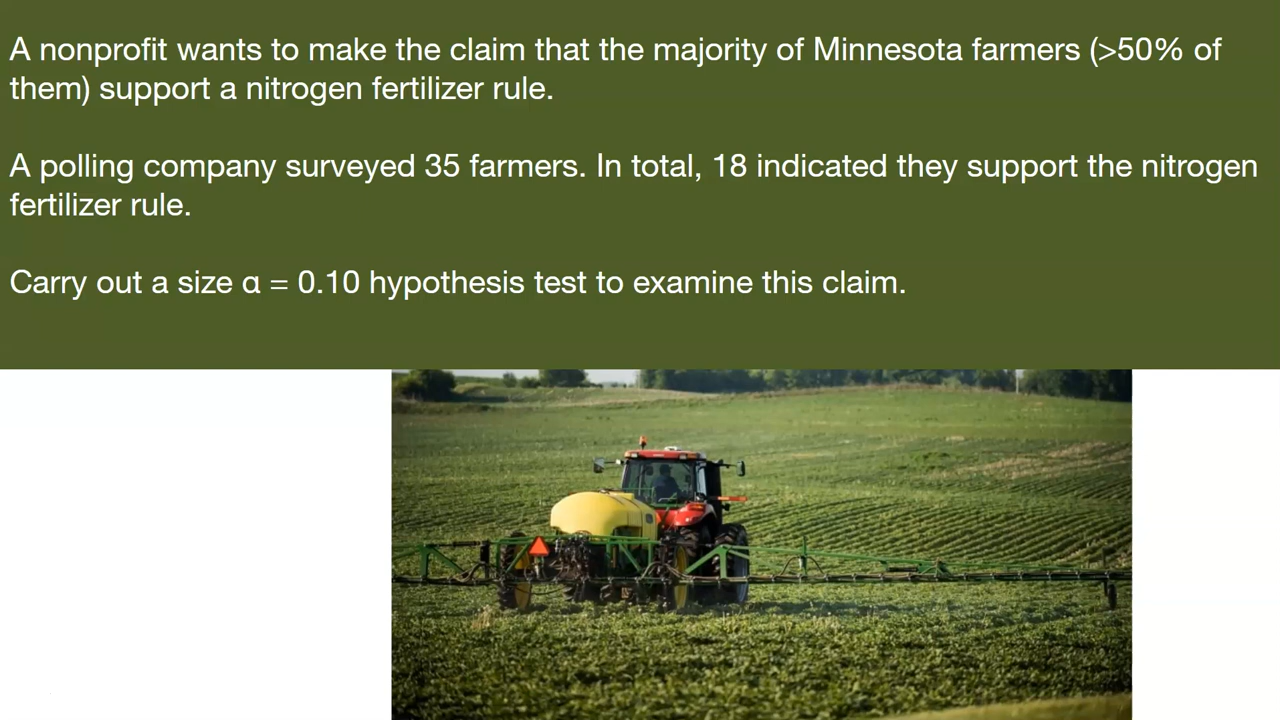 A nonprofit wants to make the claim that the majority of Minnesota farmers (>50% of
them) support a nitrogen fertilizer rule.
A polling company surveyed 35 farmers. In total, 18 indicated they support the nitrogen
fertilizer rule.
Carry out a size α = 0.10 hypothesis test to examine this claim.